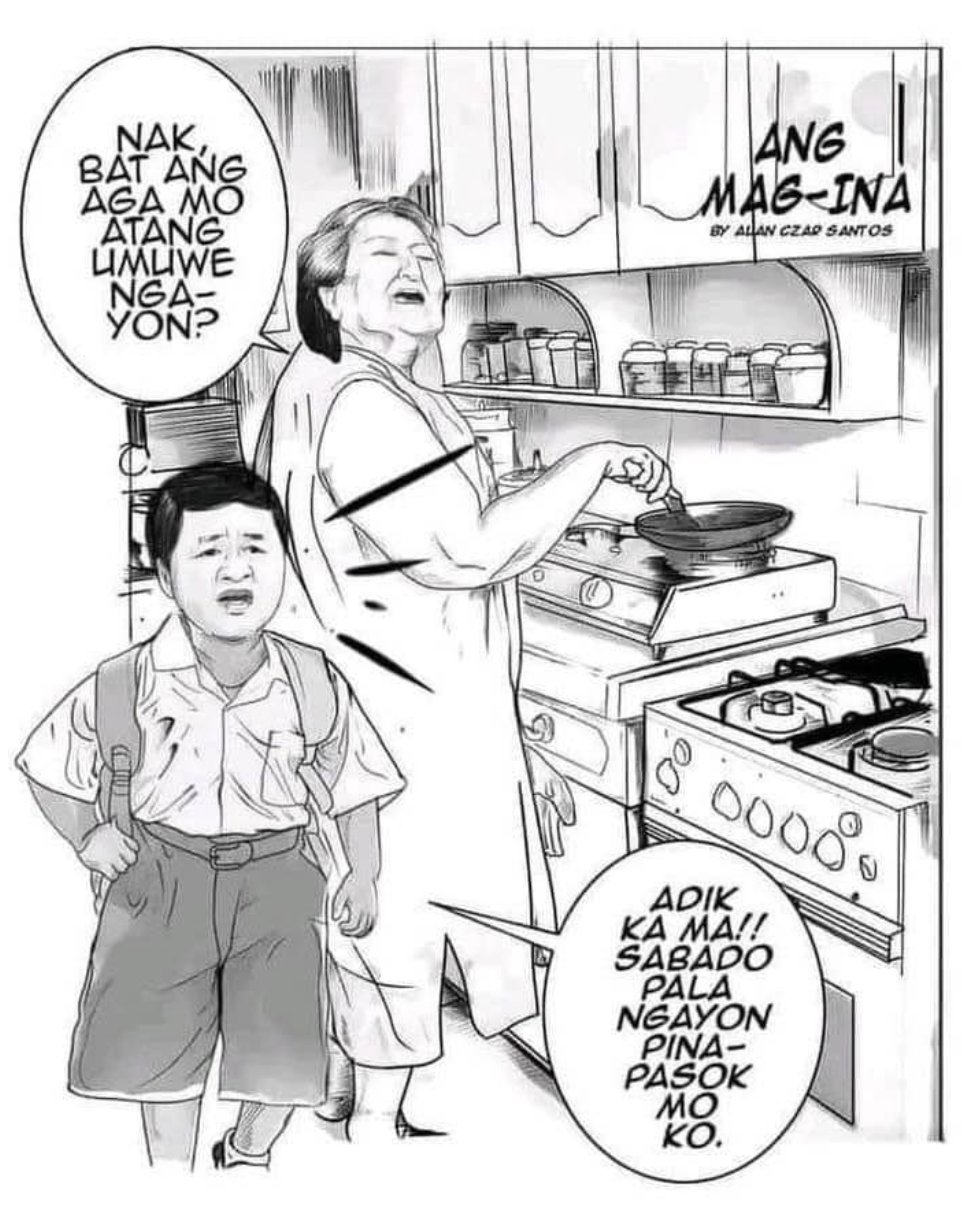 NAK,
BAT ANG
AGA MO
ATANG
UMUWE
NGA-
YON?
ANG
MAG-INA
BY ALAN CZAR SANTOS
ADIK
KA MA!!
SABADO
PALA
NGAYON
PINA-
PASOK
MO
KO.